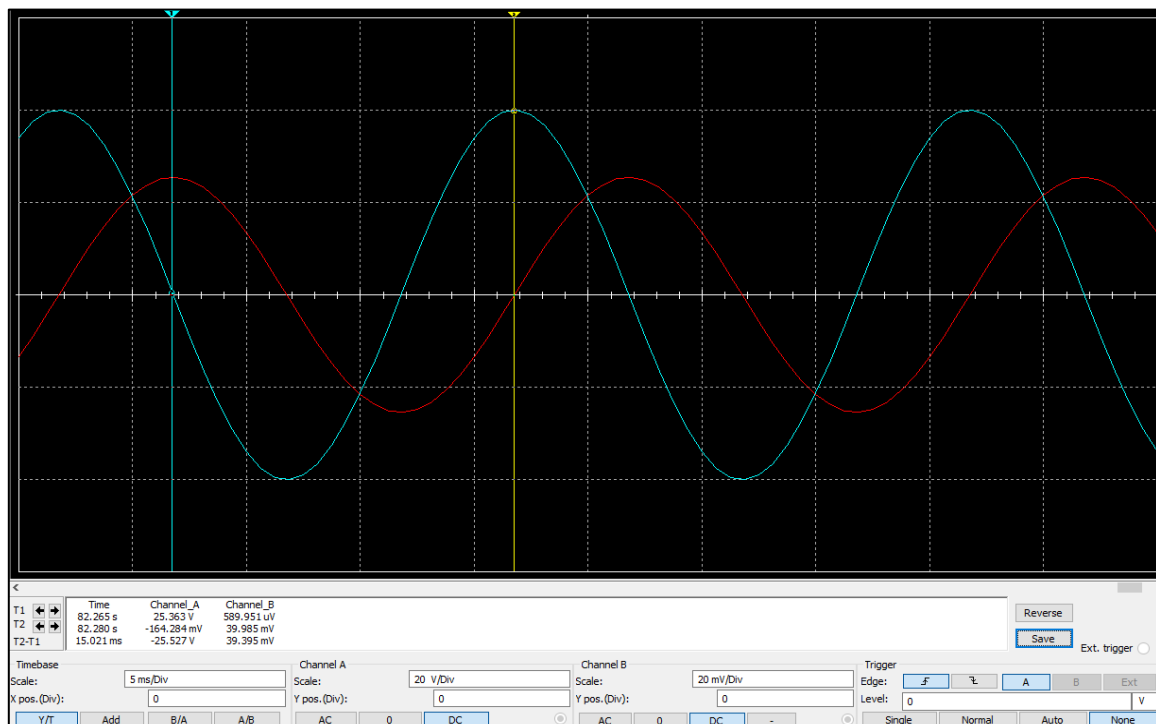 1
2
<
Time Channel_A Channel_B
T1 82.265 s 25.363 V 589.951 uV
T2 82.280 s -164.284 mV 39.985 mV
T2-T1 15.021 ms -25.527 V 39.395 mV
Reverse
Save
Ext. trigger
Timebase Channel A Channel B Trigger
Scale: 5 ms/Div Scale: 20 V/Div Scale: 20 mV/Div Edge: A B Ext
X pos.(Div): 0 Y pos.(Div): 0 Y pos.(Div): 0 Level: 0 V
Y/T Add B/A A/B AC 0 DC AC 0 DC - Single Normal Auto None